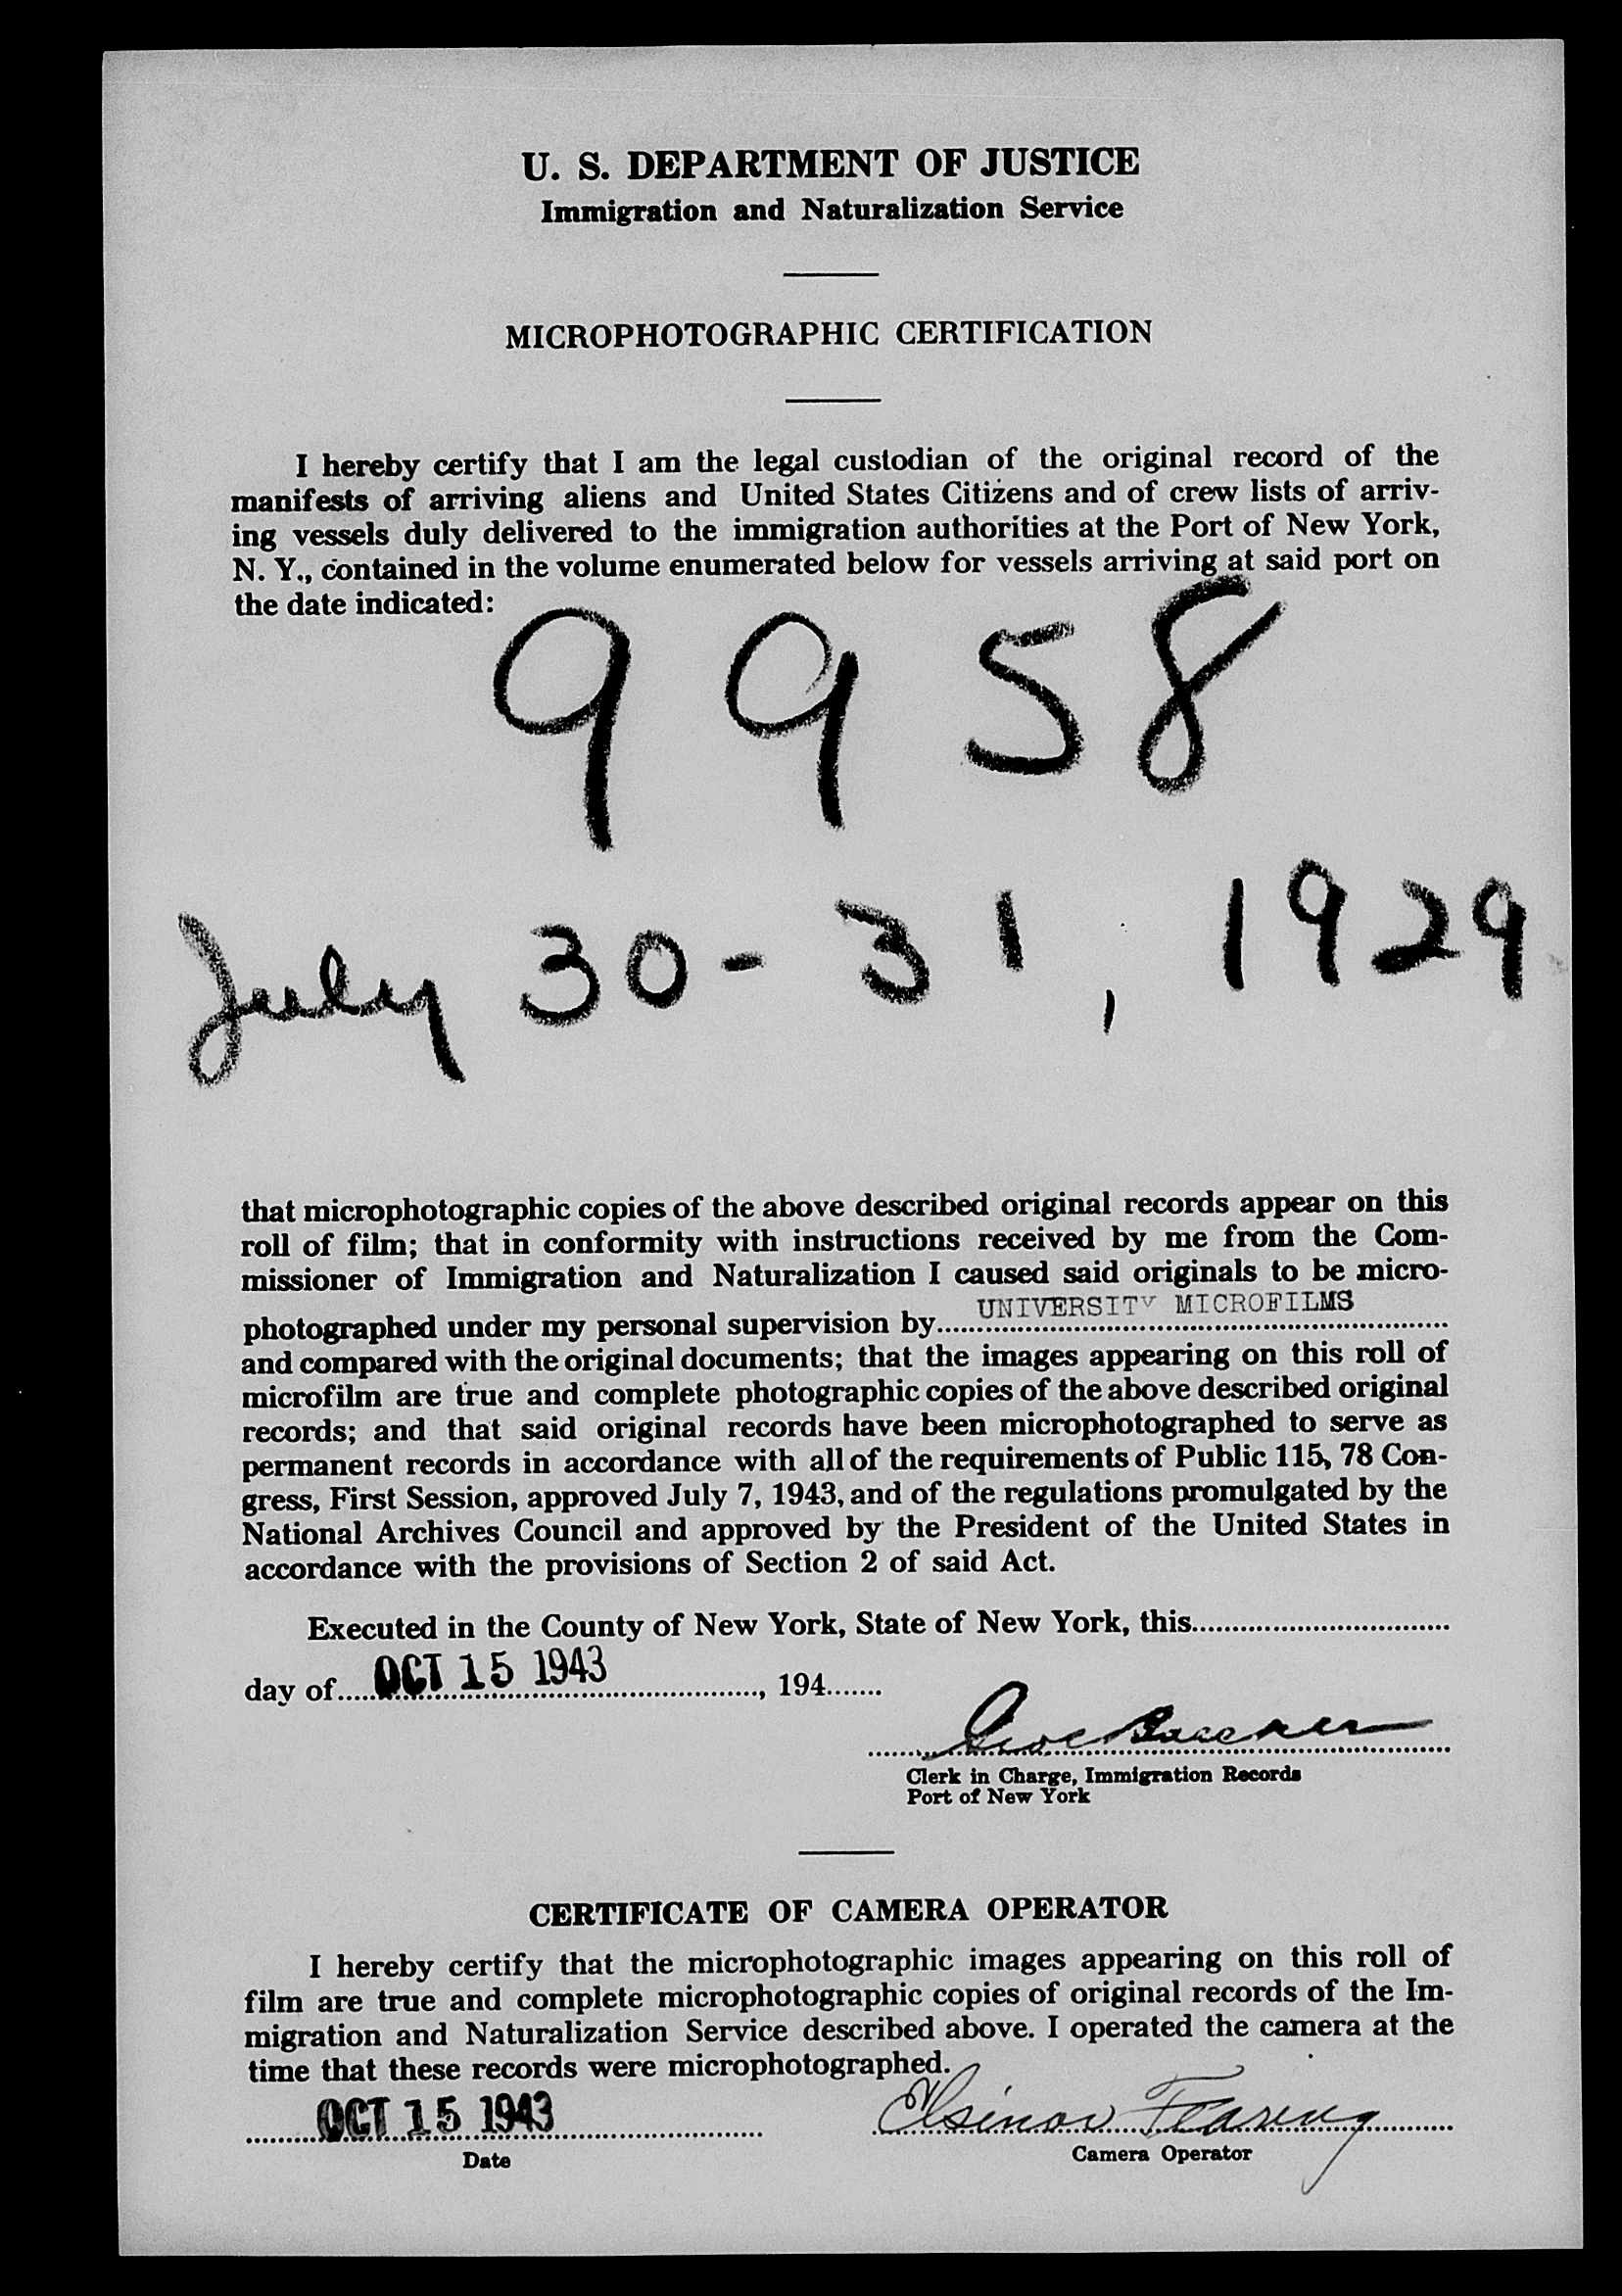 U. S. DEPARTMENT OF JUSTICE
Immigration and Naturalization Service
MICROPHOTOGRAPHIC CERTIFICATION
I hereby certify that I am the legal custodian of the original record of the
manifests of arriving aliens and United States Citizens and of crew lists of arriv-
ing vessels duly delivered to the immigration authorities at the Port of New York,
N. Y., contained in the volume enumerated below for vessels arriving at said port on
the date indicated:
9958
July 30-31, 1929
that microphotographic copies of the above described original records appear on this
roll of film; that in conformity with instructions received by me from the Com-
missioner of Immigration and Naturalization I caused said originals to be micro-
photographed under my personal supervision by UNIVERSITY MICROFILMS
and compared with the original documents; that the images appearing on this roll of
microfilm are true and complete photographic copies of the above described original
records; and that said original records have been microphotographed to serve as
permanent records in accordance with all of the requirements of Public 115, 78 Con-
gress, First Session, approved July 7, 1943, and of the regulations promulgated by the
National Archives Council and approved by the President of the United States in
accordance with the provisions of Section 2 of said Act.
Executed in the County of New York, State of New York, this
day of OCT 15 1943, 194
Clerk in Charge, Immigration Records
Port of New York
CERTIFICATE OF CAMERA OPERATOR
I hereby certify that the microphotographic images appearing on this roll of
film are true and complete microphotographic copies of original records of the Im-
migration and Naturalization Service described above. I operated the camera at the
time that these records were microphotographed.
OCT 15 1943
Date
Camera Operator